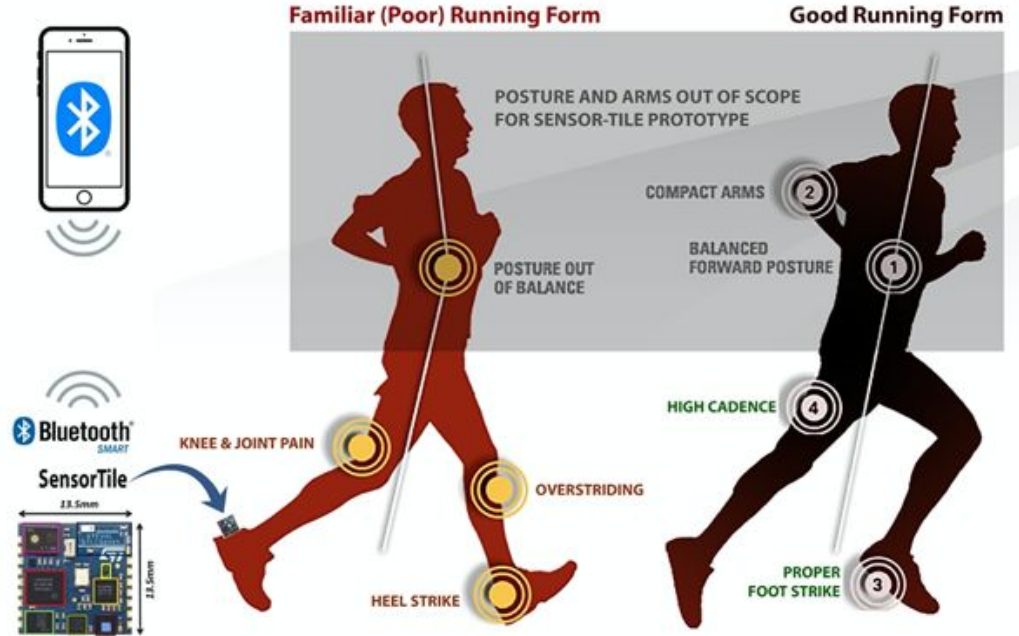 Familiar (Poor) Running Form
Good Running Form
POSTURE AND ARMS OUT OF SCOPE
FOR SENSOR-TILE PROTOTYPE
COMPACT ARMS
2
POSTURE OUT
OF BALANCE
BALANCED
FORWARD POSTURE
1
HIGH CADENCE
4
Bluetooth®
SMART
KNEE & JOINT PAIN
SensorTile
13.5mm
13.5mm
OVERSTRIDING
HEEL STRIKE
PROPER
FOOT STRIKE
3